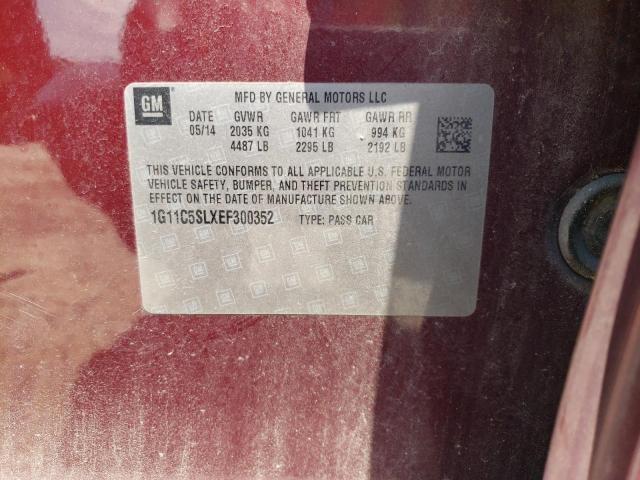 GM MFD BY GENERAL MOTORS LLC
DATE GVWR GAWR FRT GAWR RR
05/14 2035 KG 1041 KG 994 KG
4487 LB 2295 LB 2192 LB
THIS VEHICLE CONFORMS TO ALL APPLICABLE U.S. FEDERAL MOTOR
VEHICLE SAFETY, BUMPER, AND THEFT PREVENTION STANDARDS IN
EFFECT ON THE DATE OF MANUFACTURE SHOWN ABOVE.
1G11C5SLXEF300352 TYPE: PASS CAR